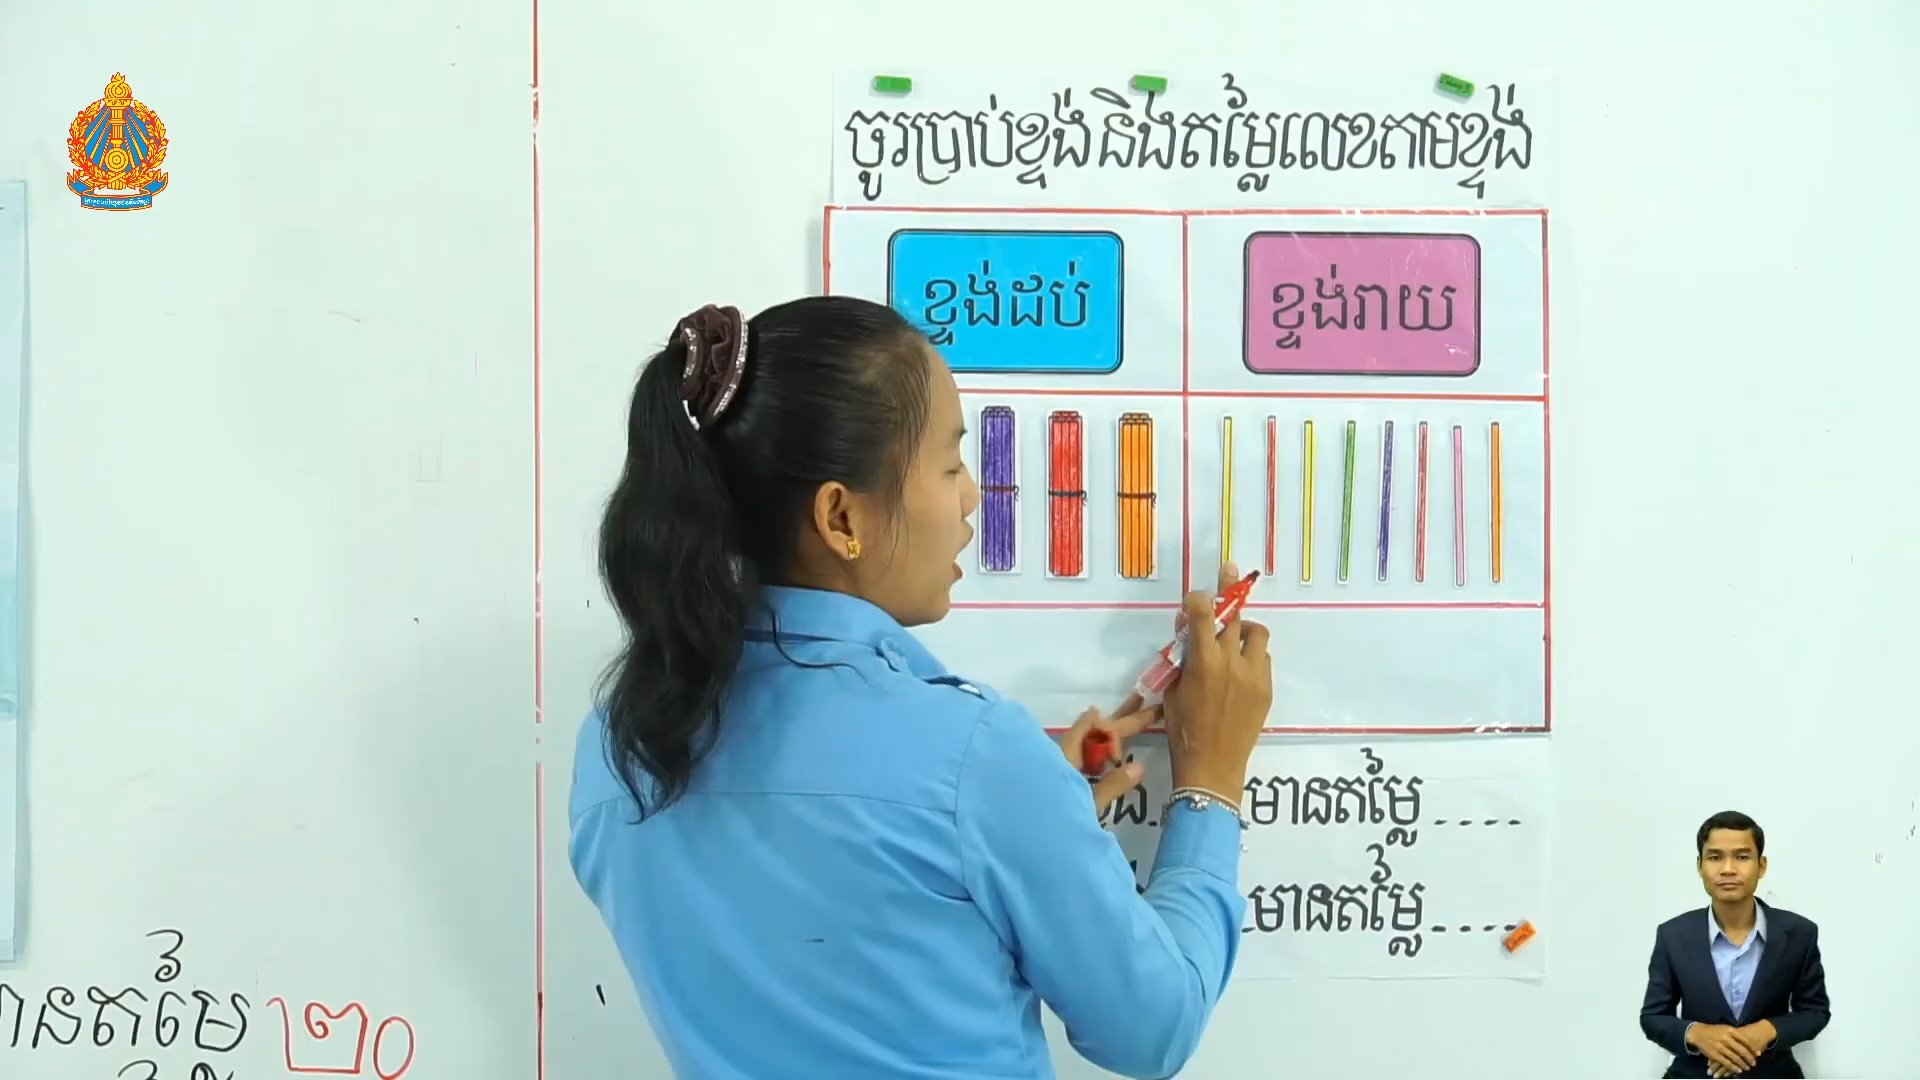 ចូរប្រាប់ខ្ទង់និងតម្លៃលេខតាមខ្ទង់
ខ្ទង់ដប់
ខ្ទង់រាយ
មានតម្លៃ....
មានតម្លៃ.....
មានតម្លៃ ២០